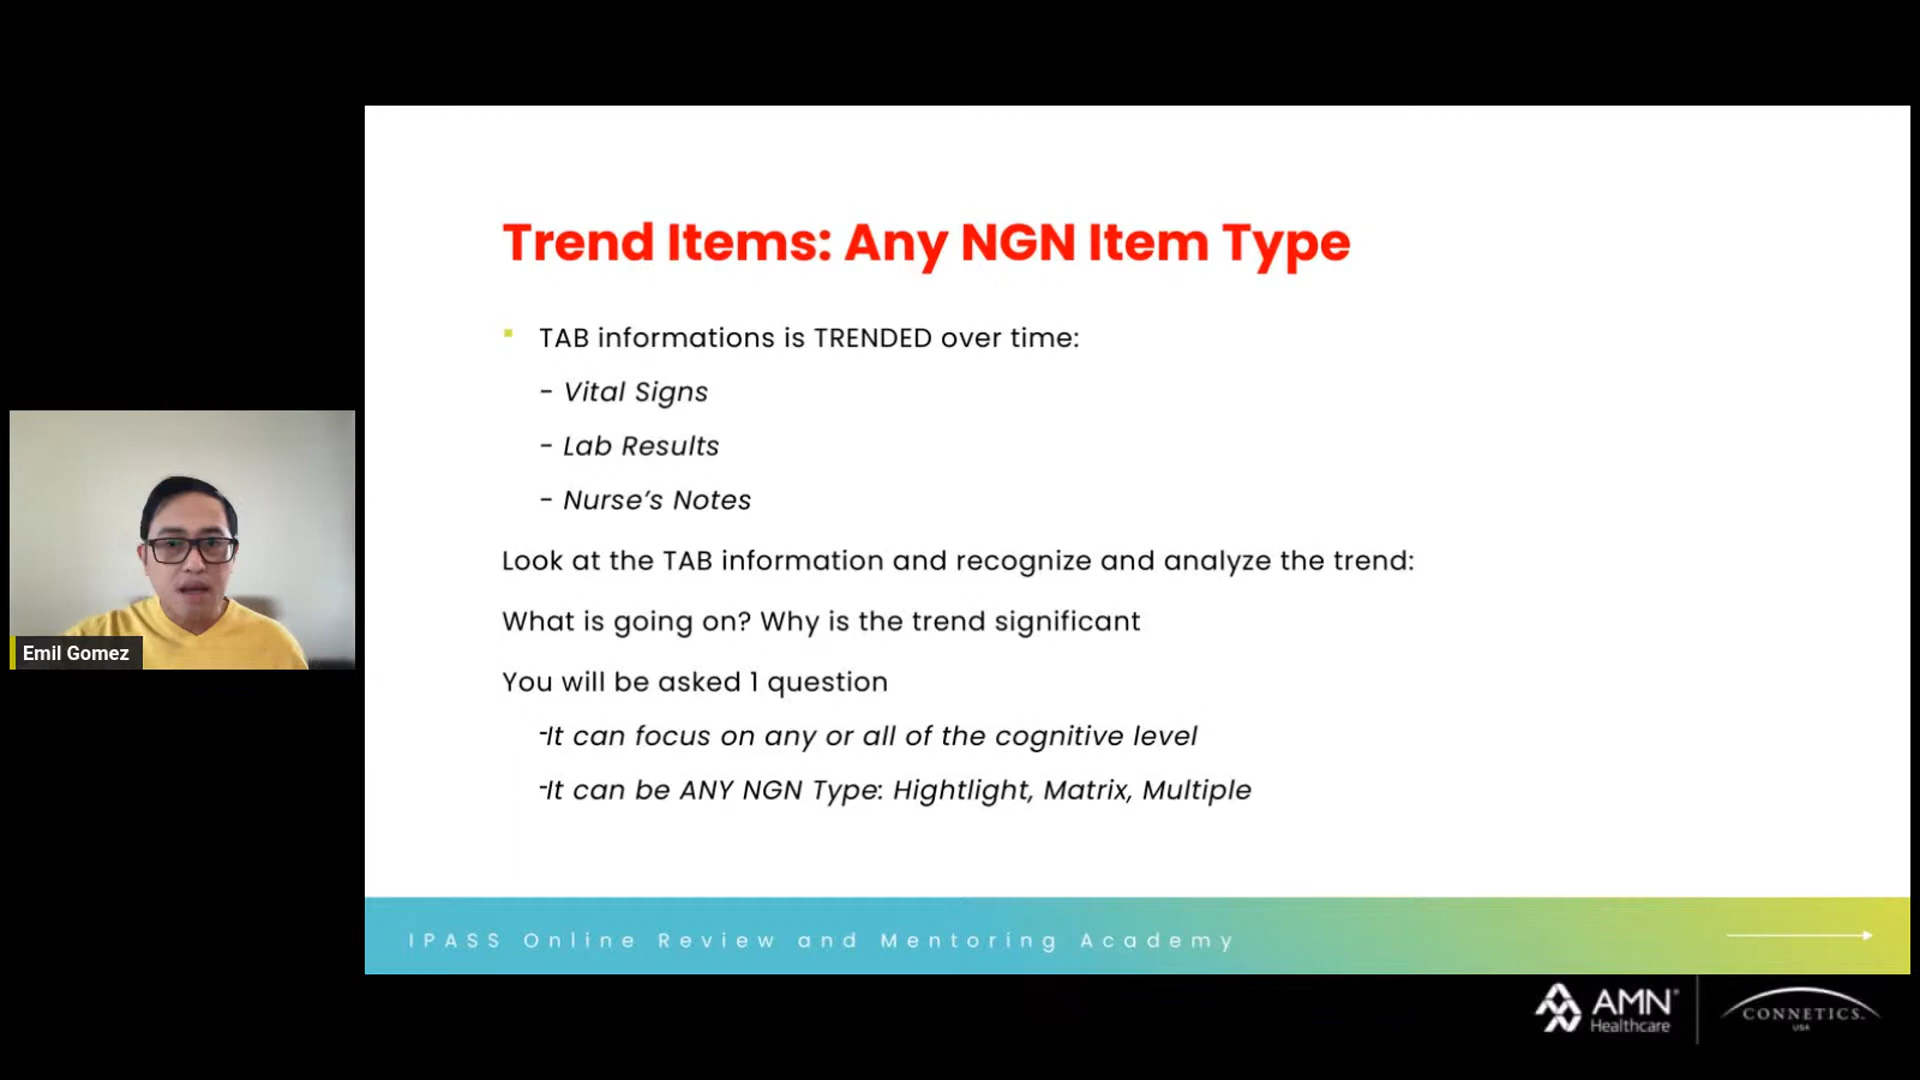 Trend Items: Any NGN Item Type
TAB informations is TRENDED over time:
- Vital Signs
- Lab Results
- Nurse’s Notes
Look at the TAB information and recognize and analyze the trend:
What is going on? Why is the trend significant
You will be asked 1 question
-It can focus on any or all of the cognitive level
-It can be ANY NGN Type: Hightlight, Matrix, Multiple
Emil Gomez
IPASS Online Review and Mentoring Academy
AMN
Healthcare
CONNETICS
USA